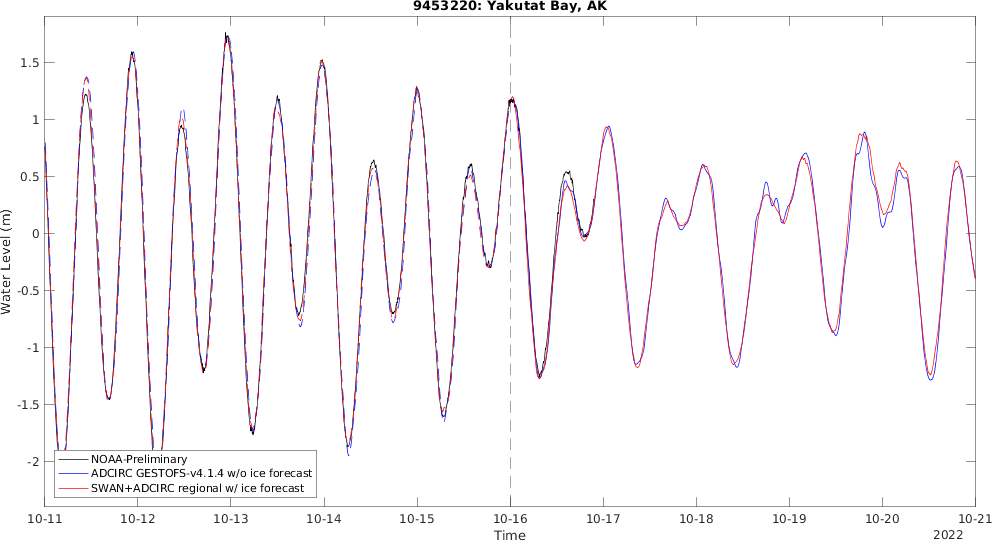 9453220: Yakutat Bay, AK
Water Level (m)
1.5
1
0.5
0
-0.5
-1
-1.5
-2
NOAA-Preliminary
ADCIRC GESTOFS-v4.1.4 w/o ice forecast
SWAN+ADCIRC regional w/ ice forecast
10-11 10-12 10-13 10-14 10-15 10-16 10-17 10-18 10-19 10-20 10-21
Time
2022